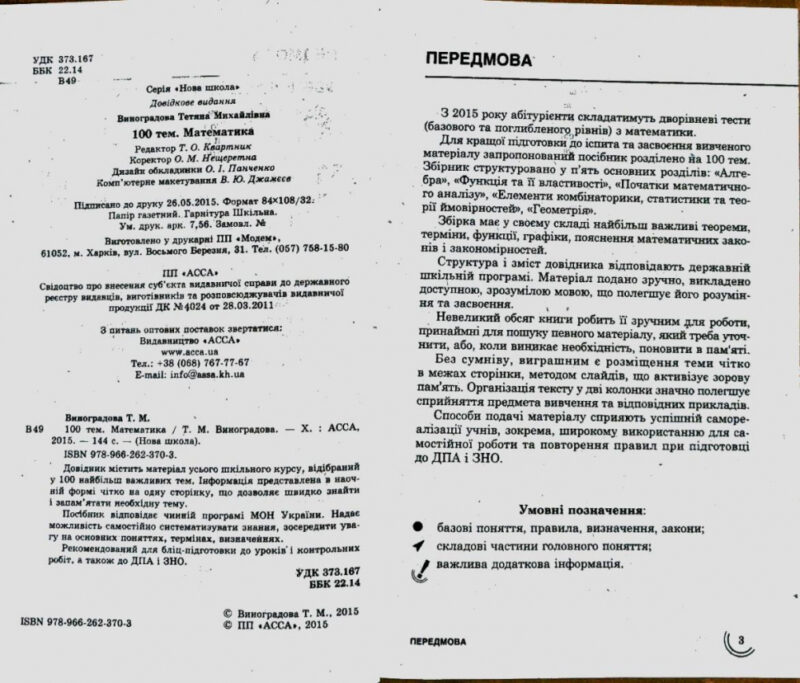 УДК 373.167
ББК 22.14
В49
Серія «Нова школа»
Довідкове видання
Виноградова Тетяна Михайлівна
100 тем. Математика
Редактор Т. О. Квартник
Коректор О. М. Нещеретна
Дизайн обкладинки О. І. Панченко
Комп'ютерне макетування В. Ю. Джамєєв
Підписано до друку 26.05.2015. Формат 84×108/32.
Папір газетний. Гарнітура Шкільна.
Ум. друк. арк. 7,56. Замовл. №
Виготовлено у друкарні ПП «Модем»,
61052, м. Харків, вул. Восьмого Березня, 31. Тел. (057) 758-15-80
ПП «АССА»
Свідоцтво про внесення суб'єкта видавничої справи до державного
реєстру видавців, виготівників та розповсюджувачів видавничої
продукції ДК №4024 от 28.03.2011
З питань оптових поставок звертатися:
Видавництво «АССА»
www.acca.ua
Тел.: +38 (068) 767-77-67
E-mail: info@assa.kh.ua
Виноградова Т. М.
В49 100 тем. Математика / Т. М. Виноградова. — Х. : АССА,
2015. — 144 с. — (Нова школа).
ISBN 978-966-262-370-3.
Довідник містить матеріал усього шкільного курсу, відібраний
у 100 найбільш важливих тем. Інформація представлена в наоч-
ній формі чітко на одну сторінку, що дозволяє швидко знайти
і запам'ятати необхідну тему.
Посібник відповідає чинній програмі МОН України. Надає
можливість самостійно систематизувати знання, зосередити ува-
гу на основних поняттях, термінах, визначеннях.
Рекомендований для бліц-підготовки до уроків і контрольних
робіт, а також до ДПА і ЗНО.
УДК 373.167
ББК 22.14
© Виноградова Т. М., 2015
ISBN 978-966-262-370-3 © ПП «АССА», 2015
ПЕРЕДМОВА
З 2015 року абітурієнти складатимуть дворівневі тести
(базового та поглибленого рівнів) з математики.
Для кращої підготовки до іспита та засвоєння вивченого
матеріалу запропонований посібник розділено на 100 тем.
Збірник структуровано у п'ять основних розділів: «Алге-
бра», «Функція та її властивості», «Початки математично-
го аналізу», «Елементи комбінаторики, статистики та тео-
рії ймовірностей», «Геометрія».
Збірка має у своєму складі найбільш важливі теореми,
терміни, функції, графіки, пояснення математичних зако-
нів і закономірностей.
Структура і зміст довідника відповідають державній
шкільній програмі. Матеріал подано зручно, викладено
доступною, зрозумілою мовою, що полегшує його розумін-
ня та засвоєння.
Невеликий обсяг книги робить її зручним для роботи,
принаймні для пошуку певного матеріалу, який треба уточ-
нити, або, коли виникає необхідність, поновити в пам'яті.
Без сумніву, виграшним є розміщення теми чітко
в межах сторінки, методом слайдів, що активізує зорову
пам'ять. Організація тексту у дві колонки значно полегшує
сприйняття предмета вивчення та відповідних прикладів.
Способи подачі матеріалу сприяють успішній саморе-
алізації учнів, зокрема, широкому використанню для са-
мостійної роботи та повторення правил при підготовці
до ДПА і ЗНО.
Умовні позначення:
базові поняття, правила, визначення, закони;
складові частини головного поняття;
важлива додаткова інформація.
ПЕРЕДМОВА 3